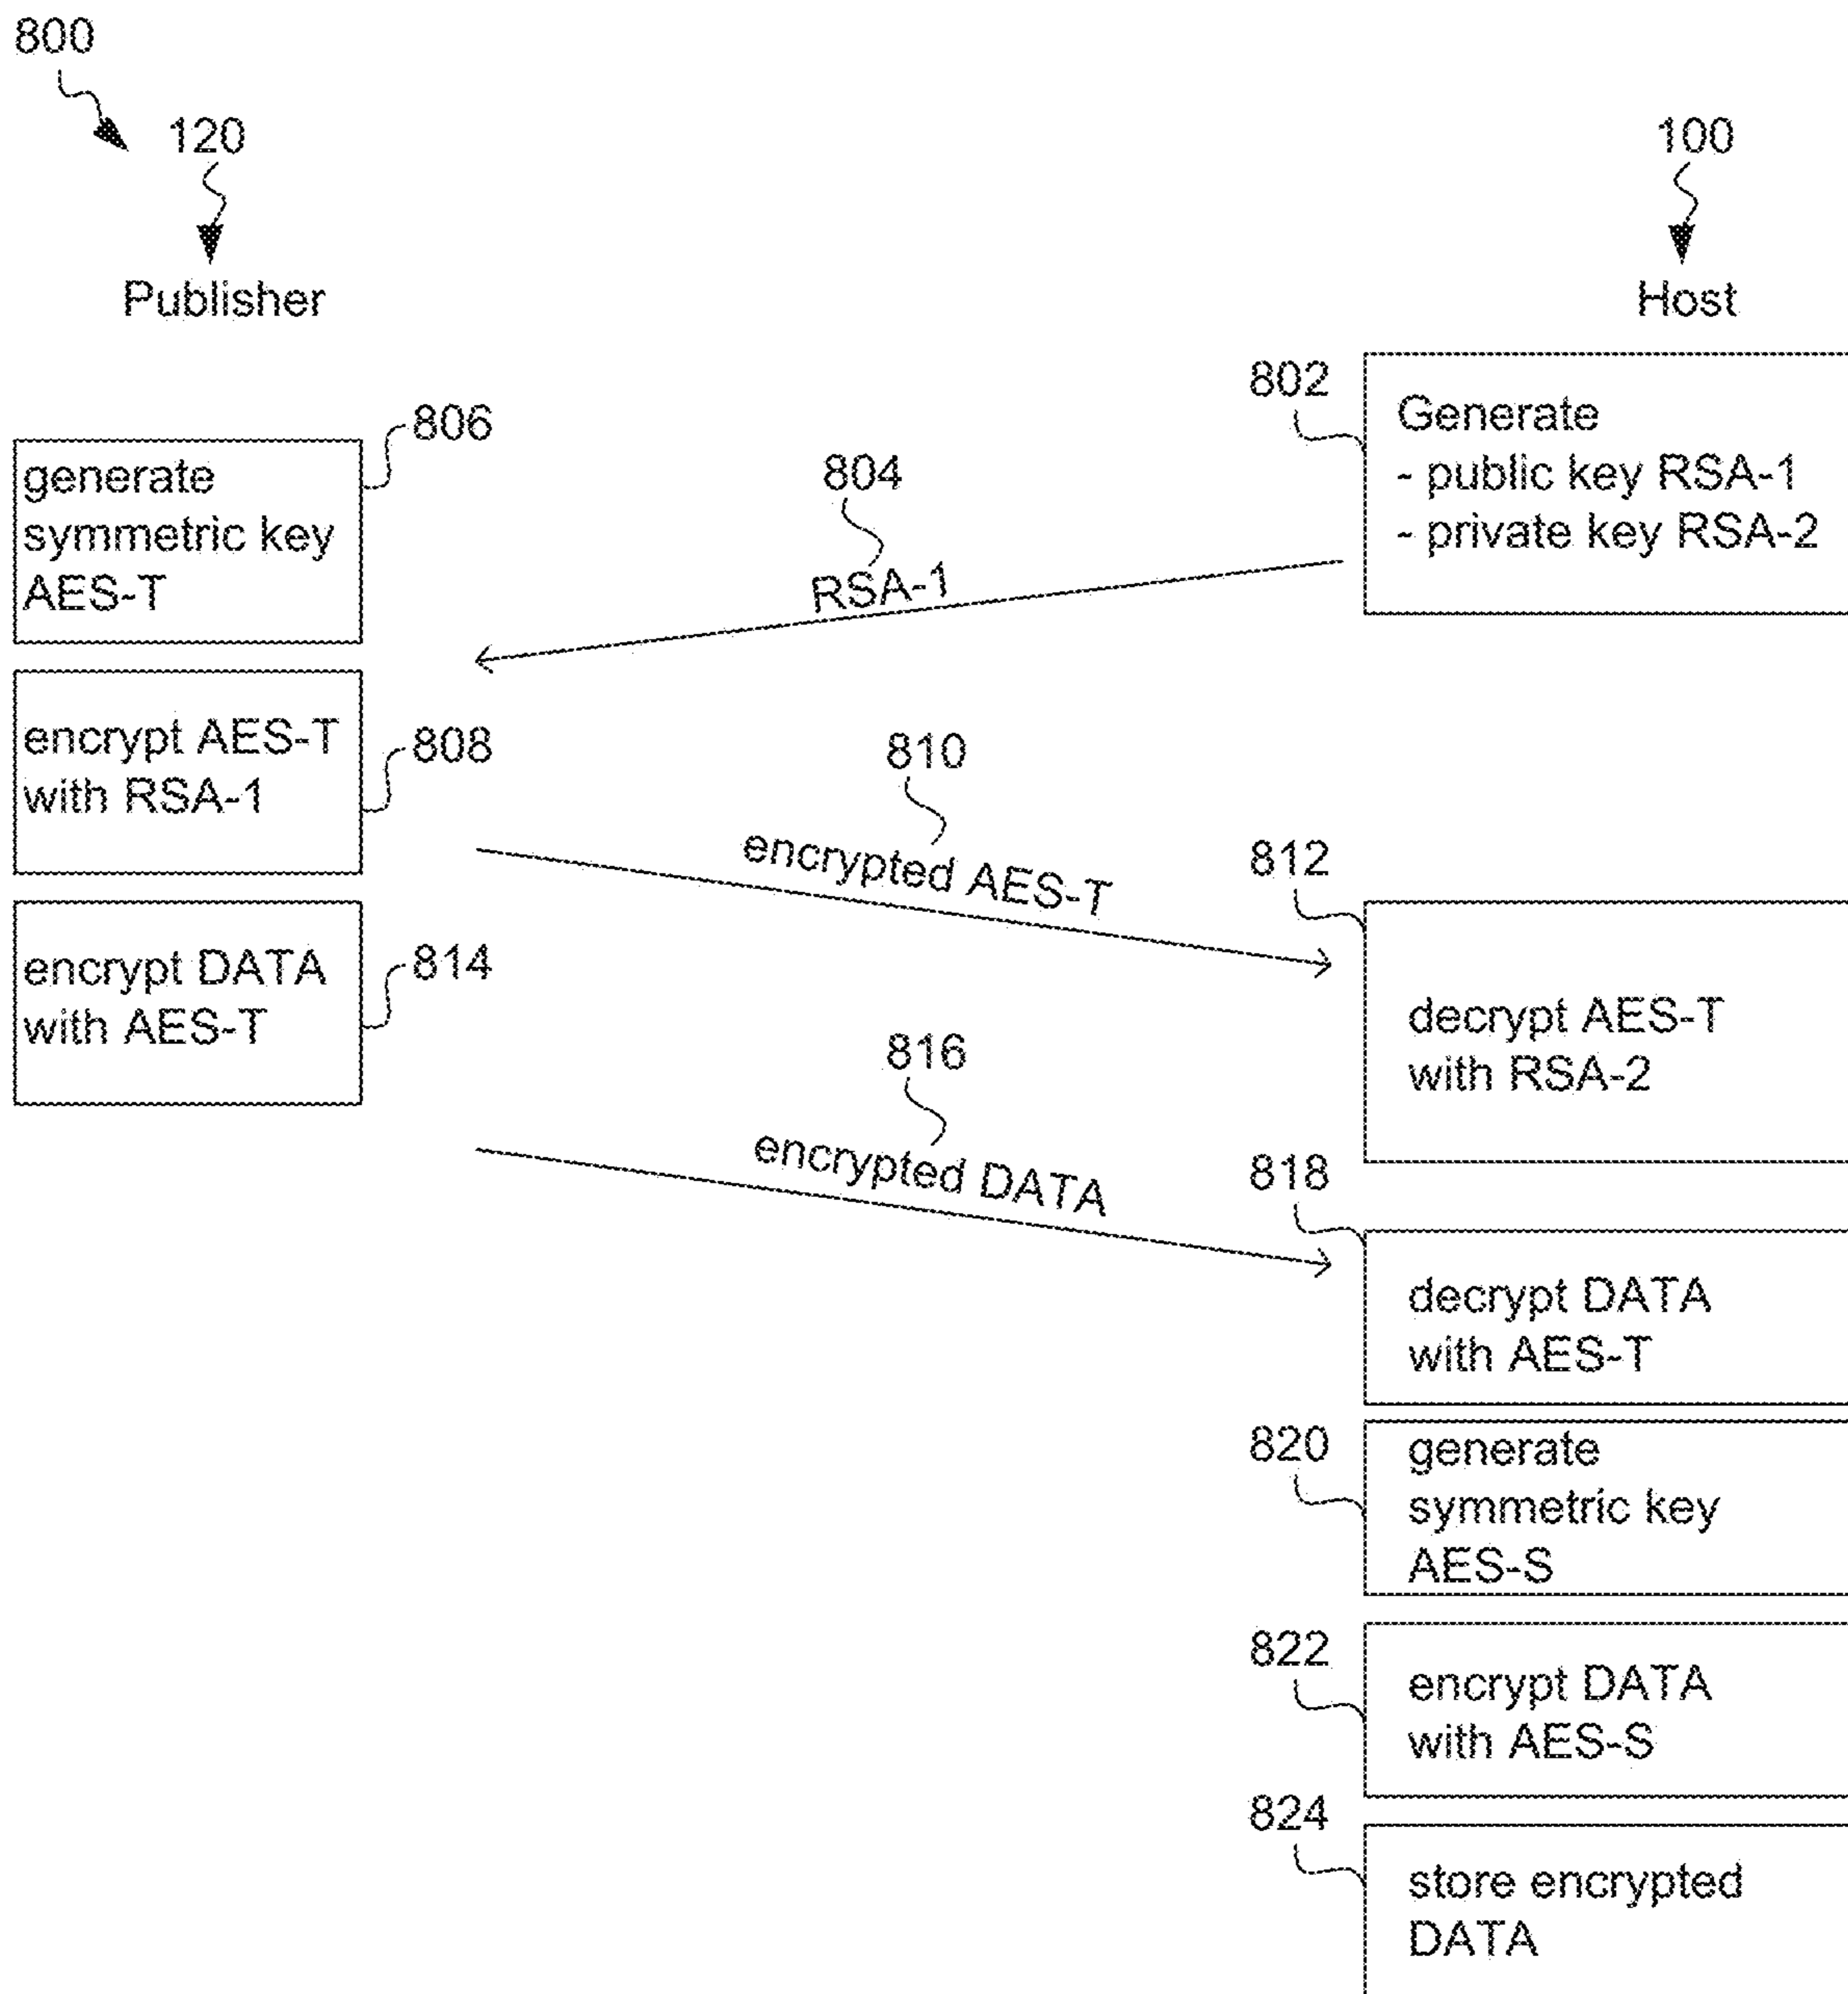 800
120
100
Publisher
Host
802
Generate
- public key RSA-1
- private key RSA-2
806
generate
symmetric key
AES-T
804
RSA-1
encrypt AES-T
with RSA-1
808
810
encrypted AES-T
812
decrypt AES-T
with RSA-2
encrypt DATA
with AES-T
814
816
encrypted DATA
818
decrypt DATA
with AES-T
820
generate
symmetric key
AES-S
822
encrypt DATA
with AES-S
824
store encrypted
DATA